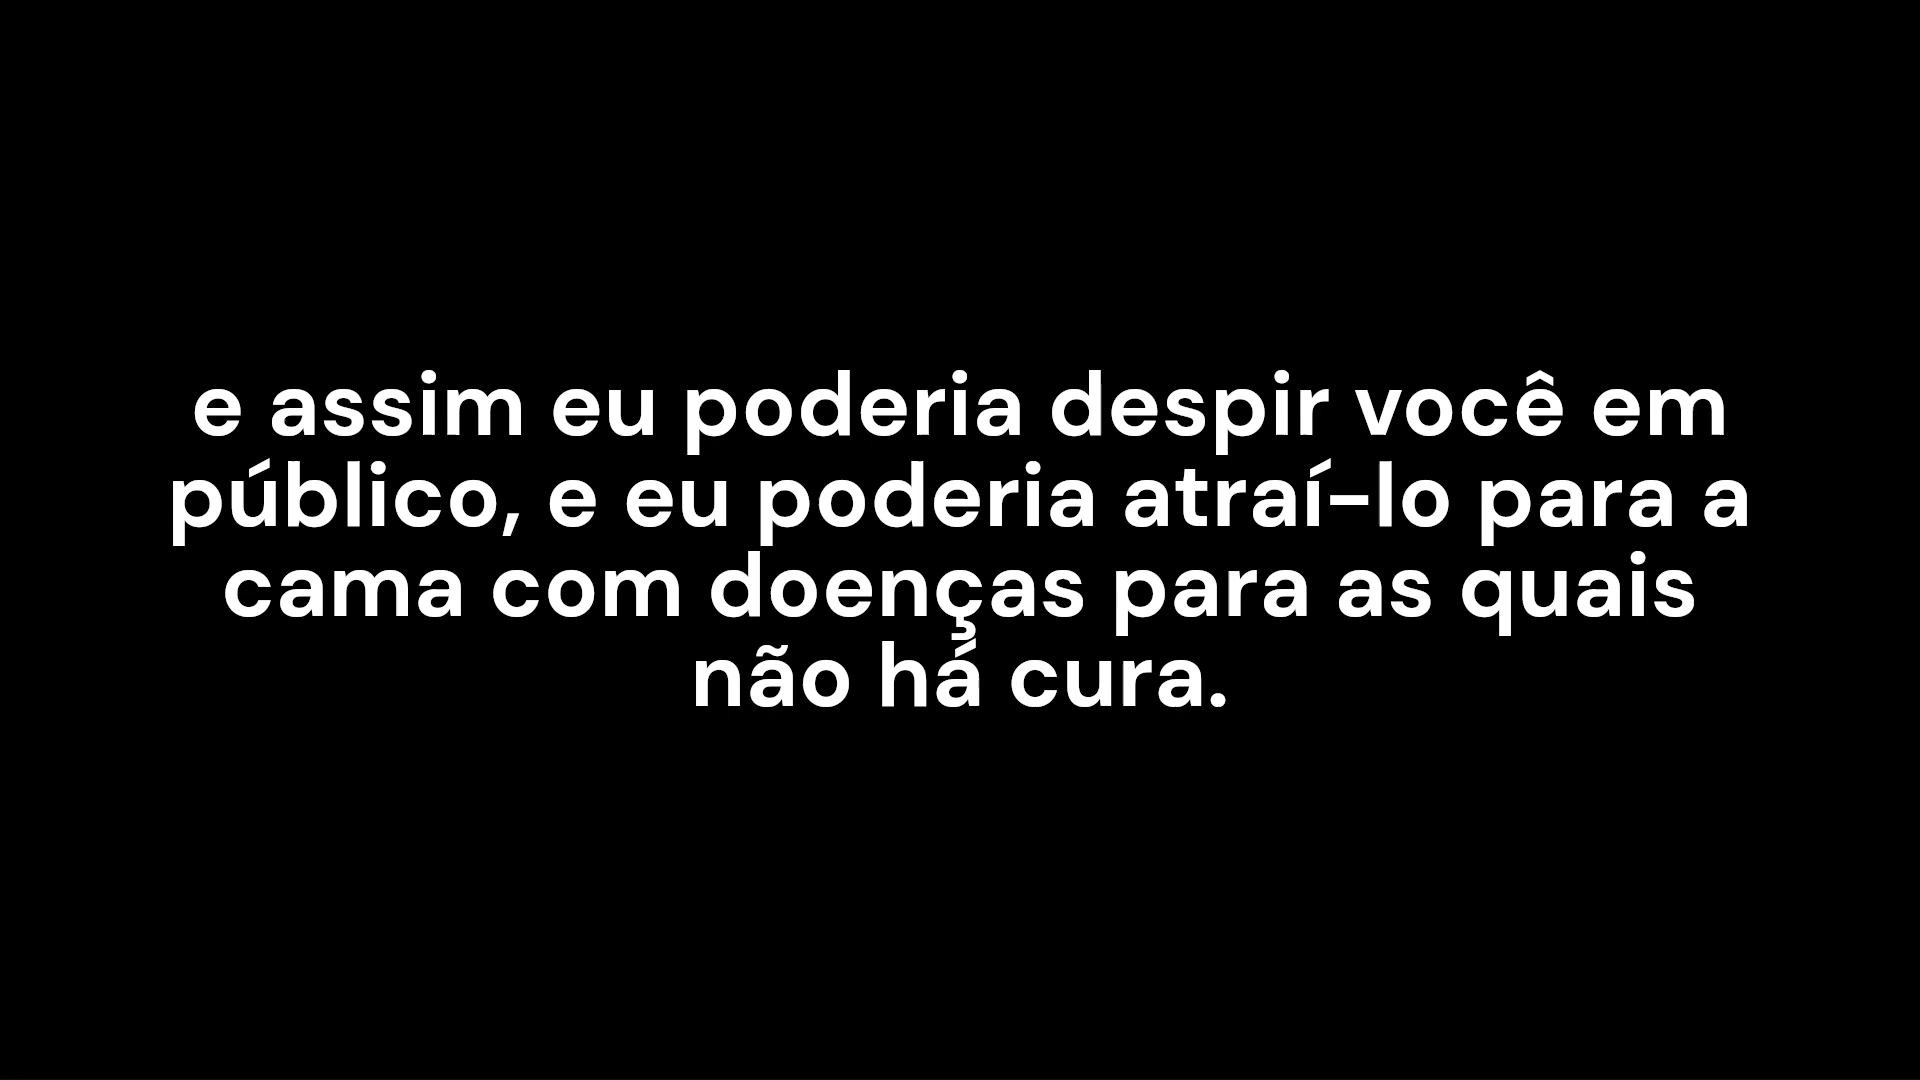 e assim eu poderia despir você em
público, e eu poderia atraí-lo para a
cama com doenças para as quais
não há cura.